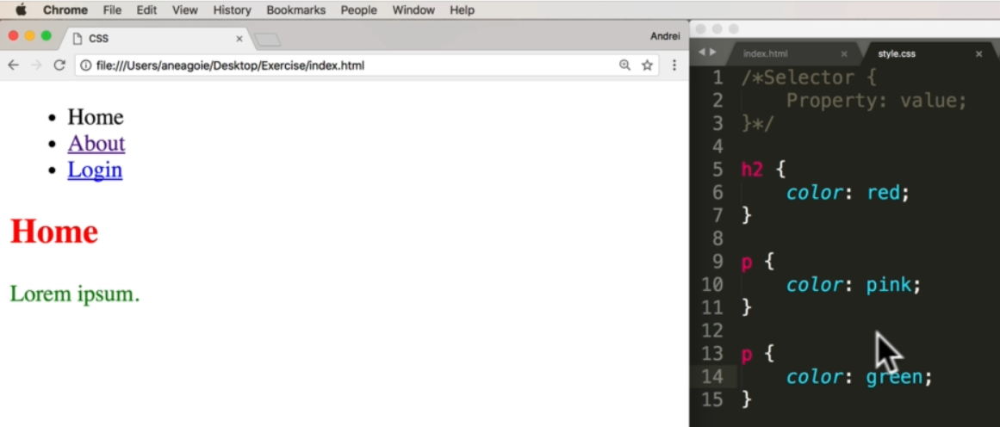 Chrome File Edit View History Bookmarks People Window Help
CSS × Andrei
file:///Users/aneagoie/Desktop/Exercise/index.html
• Home
• About
• Login
Home
Lorem ipsum.
index.html × style.css ×
1 /*Selector {
2     Property: value;
3 }*/
4
5 h2 {
6     color: red;
7 }
8
9 p {
10     color: pink;
11 }
12
13 p {
14     color: green;
15 }